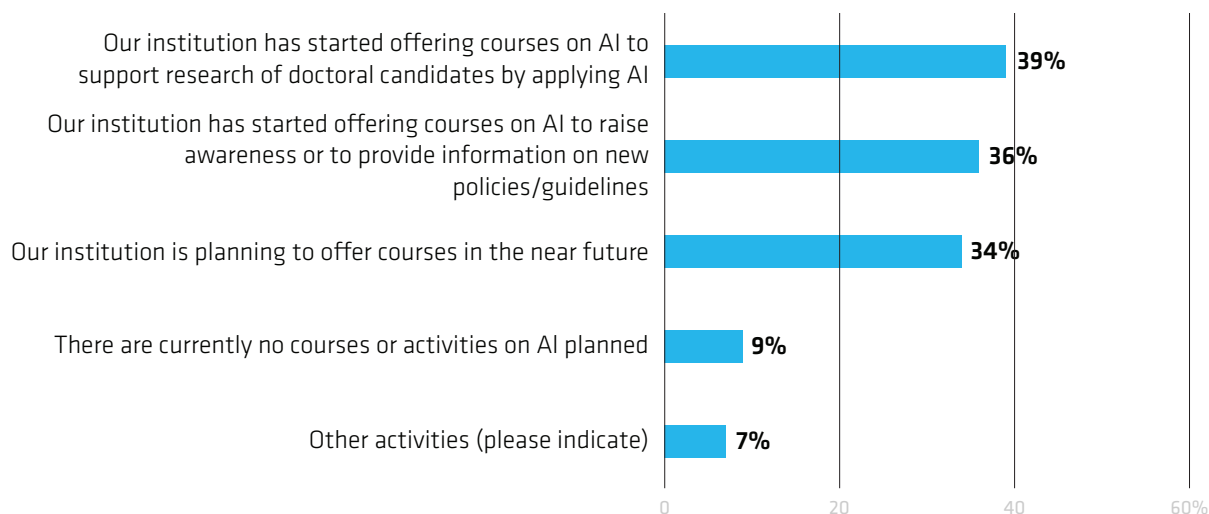 Our institution has started offering courses on AI to
support research of doctoral candidates by applying AI
39%
Our institution has started offering courses on AI to raise
awareness or to provide information on new
policies/guidelines
36%
Our institution is planning to offer courses in the near future
34%
There are currently no courses or activities on AI planned
9%
Other activities (please indicate)
7%
0 20 40 60%